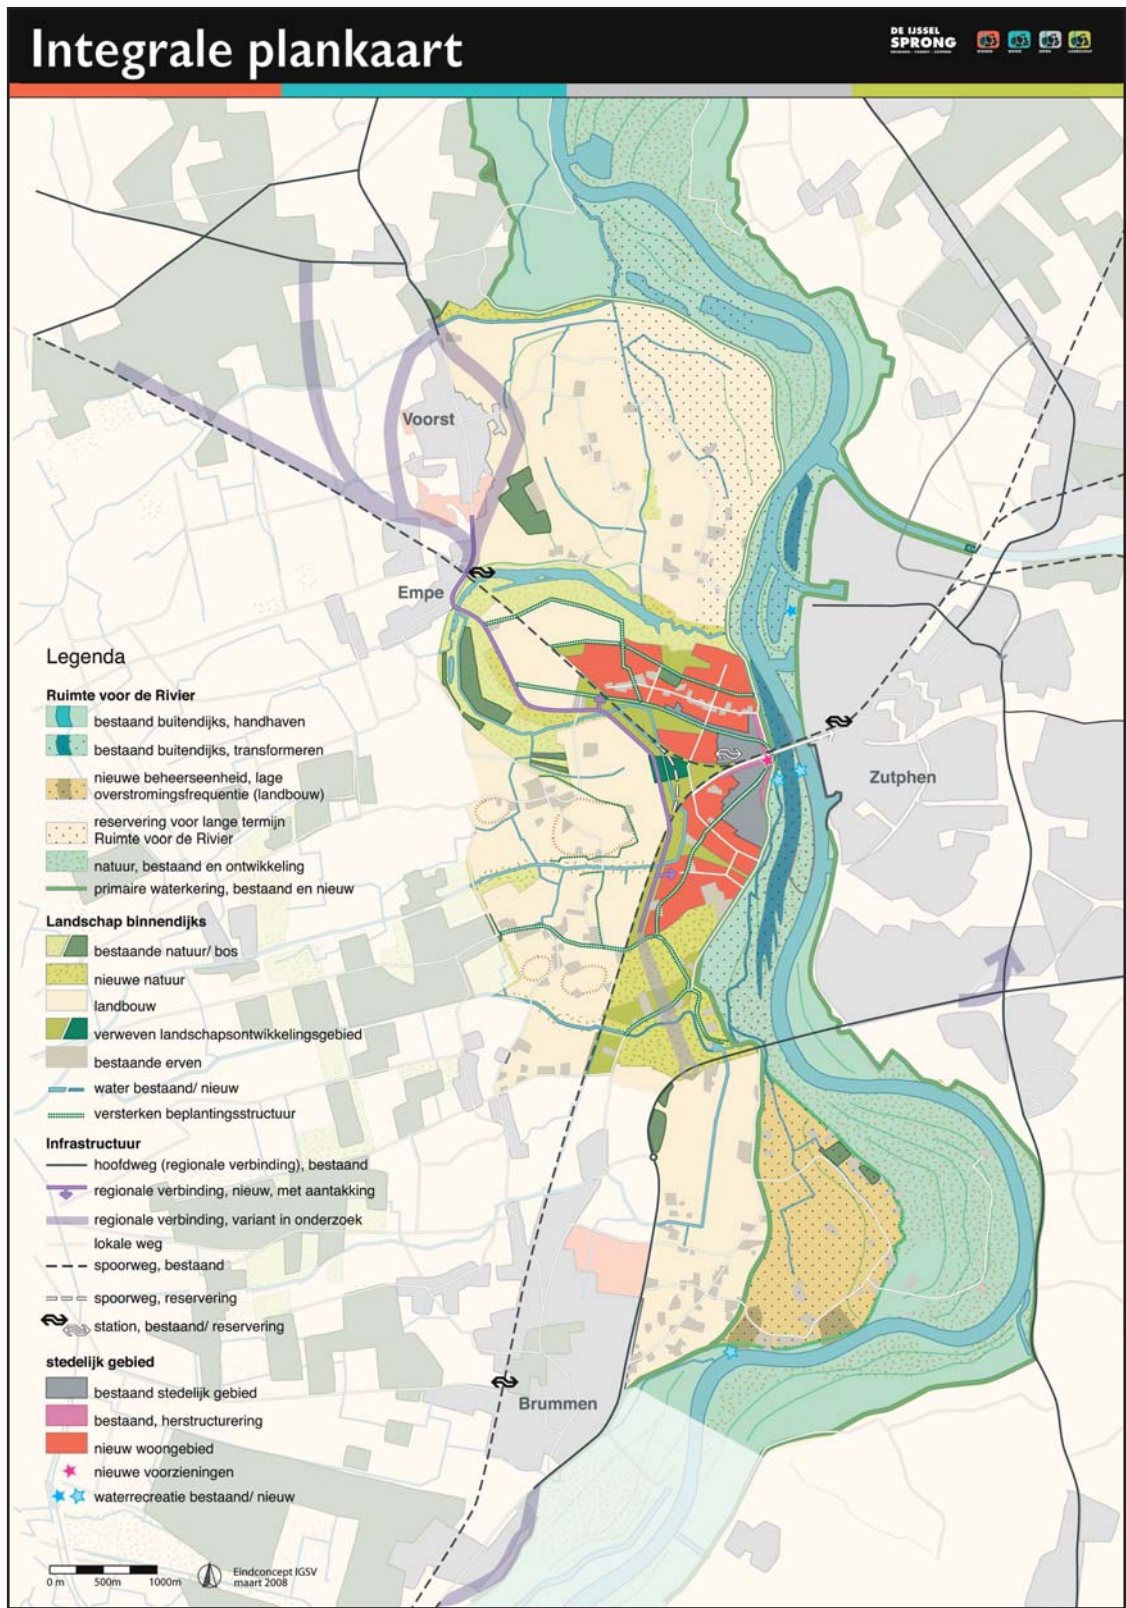 Integrale plankaart
DE IJSSEL
SPRONG
Voorst
Empe
Zutphen
Brummen
Legenda
Ruimte voor de Rivier
bestaand buitendijks, handhaven
bestaand buitendijks, transformeren
nieuwe beheerseenheid, lage
overstromingsfrequentie (landbouw)
reservering voor lange termijn
Ruimte voor de Rivier
natuur, bestaand en ontwikkeling
primaire waterkering, bestaand en nieuw
Landschap binnendijks
bestaande natuur/ bos
nieuwe natuur
landbouw
verweven landschapsontwikkelingsgebied
bestaande erven
water bestaand/ nieuw
versterken beplantingsstructuur
Infrastructuur
hoofdweg (regionale verbinding), bestaand
regionale verbinding, nieuw, met aantakking
regionale verbinding, variant in onderzoek
lokale weg
spoorweg, bestaand
spoorweg, reservering
station, bestaand/ reservering
stedelijk gebied
bestaand stedelijk gebied
bestaand, herstructurering
nieuw woongebied
nieuwe voorzieningen
waterrecreatie bestaand/ nieuw
0 m 500m 1000m
Eindconcept IGSV
maart 2008